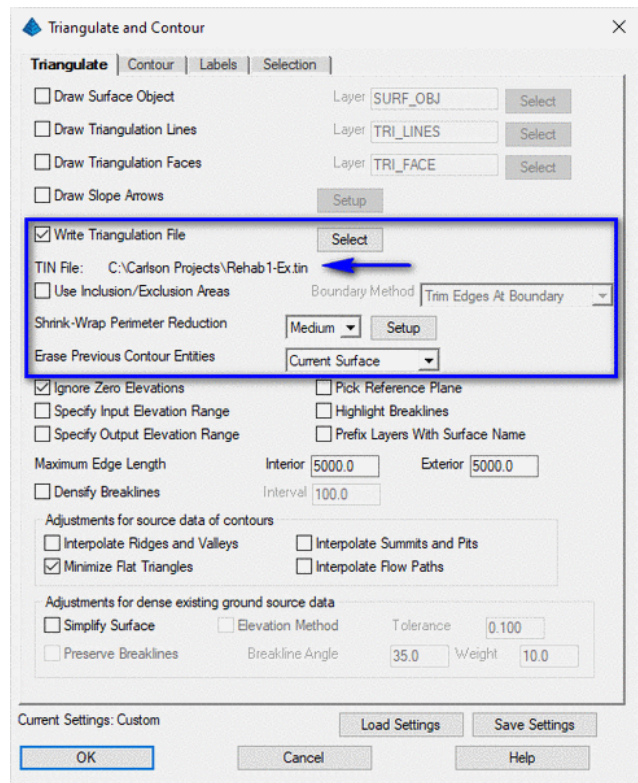 Triangulate and Contour
Triangulate Contour Labels Selection
Draw Surface Object Layer SURF_OBJ Select
Draw Triangulation Lines Layer TRI_LINES Select
Draw Triangulation Faces Layer TRI_FACE Select
Draw Slope Arrows Setup
Write Triangulation File Select
TIN File: C:\Carlson Projects\Rehab1-Ex.tin
Use Inclusion/Exclusion Areas Boundary Method Trim Edges At Boundary
Shrink-Wrap Perimeter Reduction Medium Setup
Erase Previous Contour Entities Current Surface
Ignore Zero Elevations Pick Reference Plane
Specify Input Elevation Range Highlight Breaklines
Specify Output Elevation Range Prefix Layers With Surface Name
Maximum Edge Length Interior 5000.0 Exterior 5000.0
Densify Breaklines Interval 100.0
Adjustments for source data of contours
Interpolate Ridges and Valleys Interpolate Summits and Pits
Minimize Flat Triangles Interpolate Flow Paths
Adjustments for dense existing ground source data
Simplify Surface Elevation Method Tolerance 0.100
Preserve Breaklines Breakline Angle 35.0 Weight 10.0
Current Settings: Custom Load Settings Save Settings
OK Cancel Help